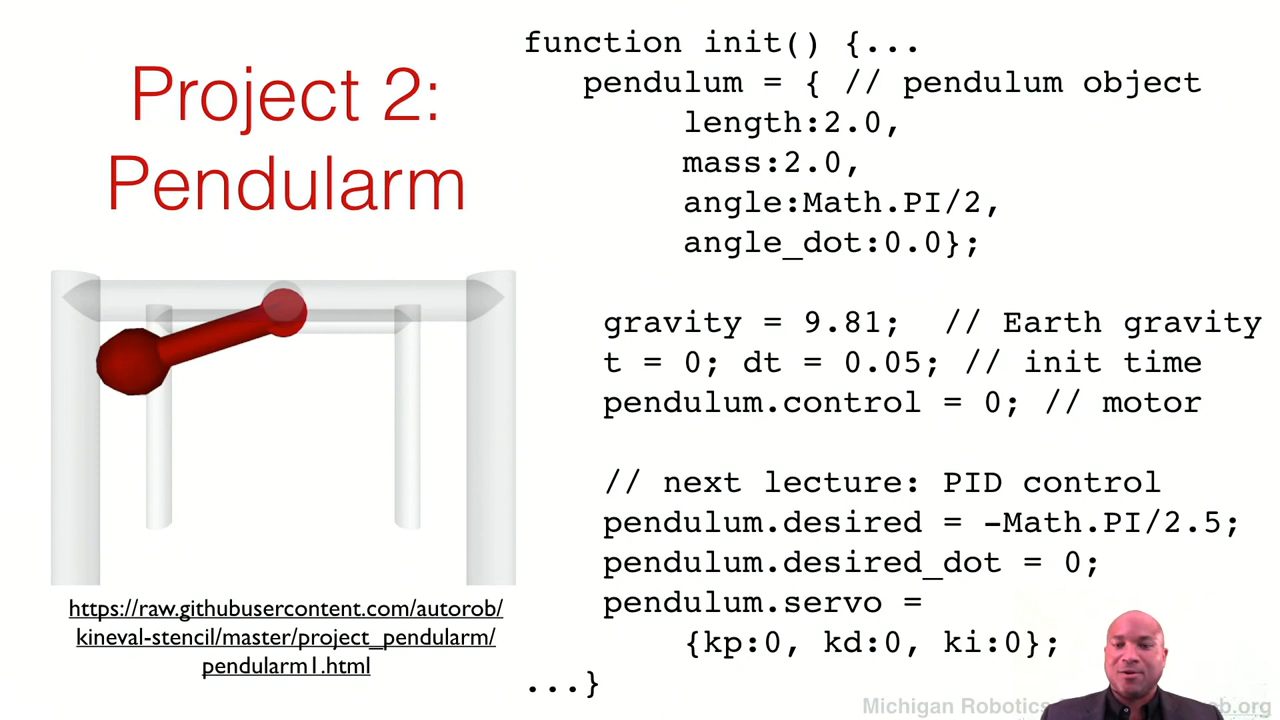 Project 2:
Pendularm
https://raw.githubusercontent.com/autorob/
kineval-stencil/master/project_pendularm/
pendularm1.html
function init() {...
pendulum = { // pendulum object
length:2.0,
mass:2.0,
angle:Math.PI/2,
angle_dot:0.0};
gravity = 9.81; // Earth gravity
t = 0; dt = 0.05; // init time
pendulum.control = 0; // motor
// next lecture: PID control
pendulum.desired = -Math.PI/2.5;
pendulum.desired_dot = 0;
pendulum.servo =
{kp:0, kd:0, ki:0};
...}
Michigan Robotics